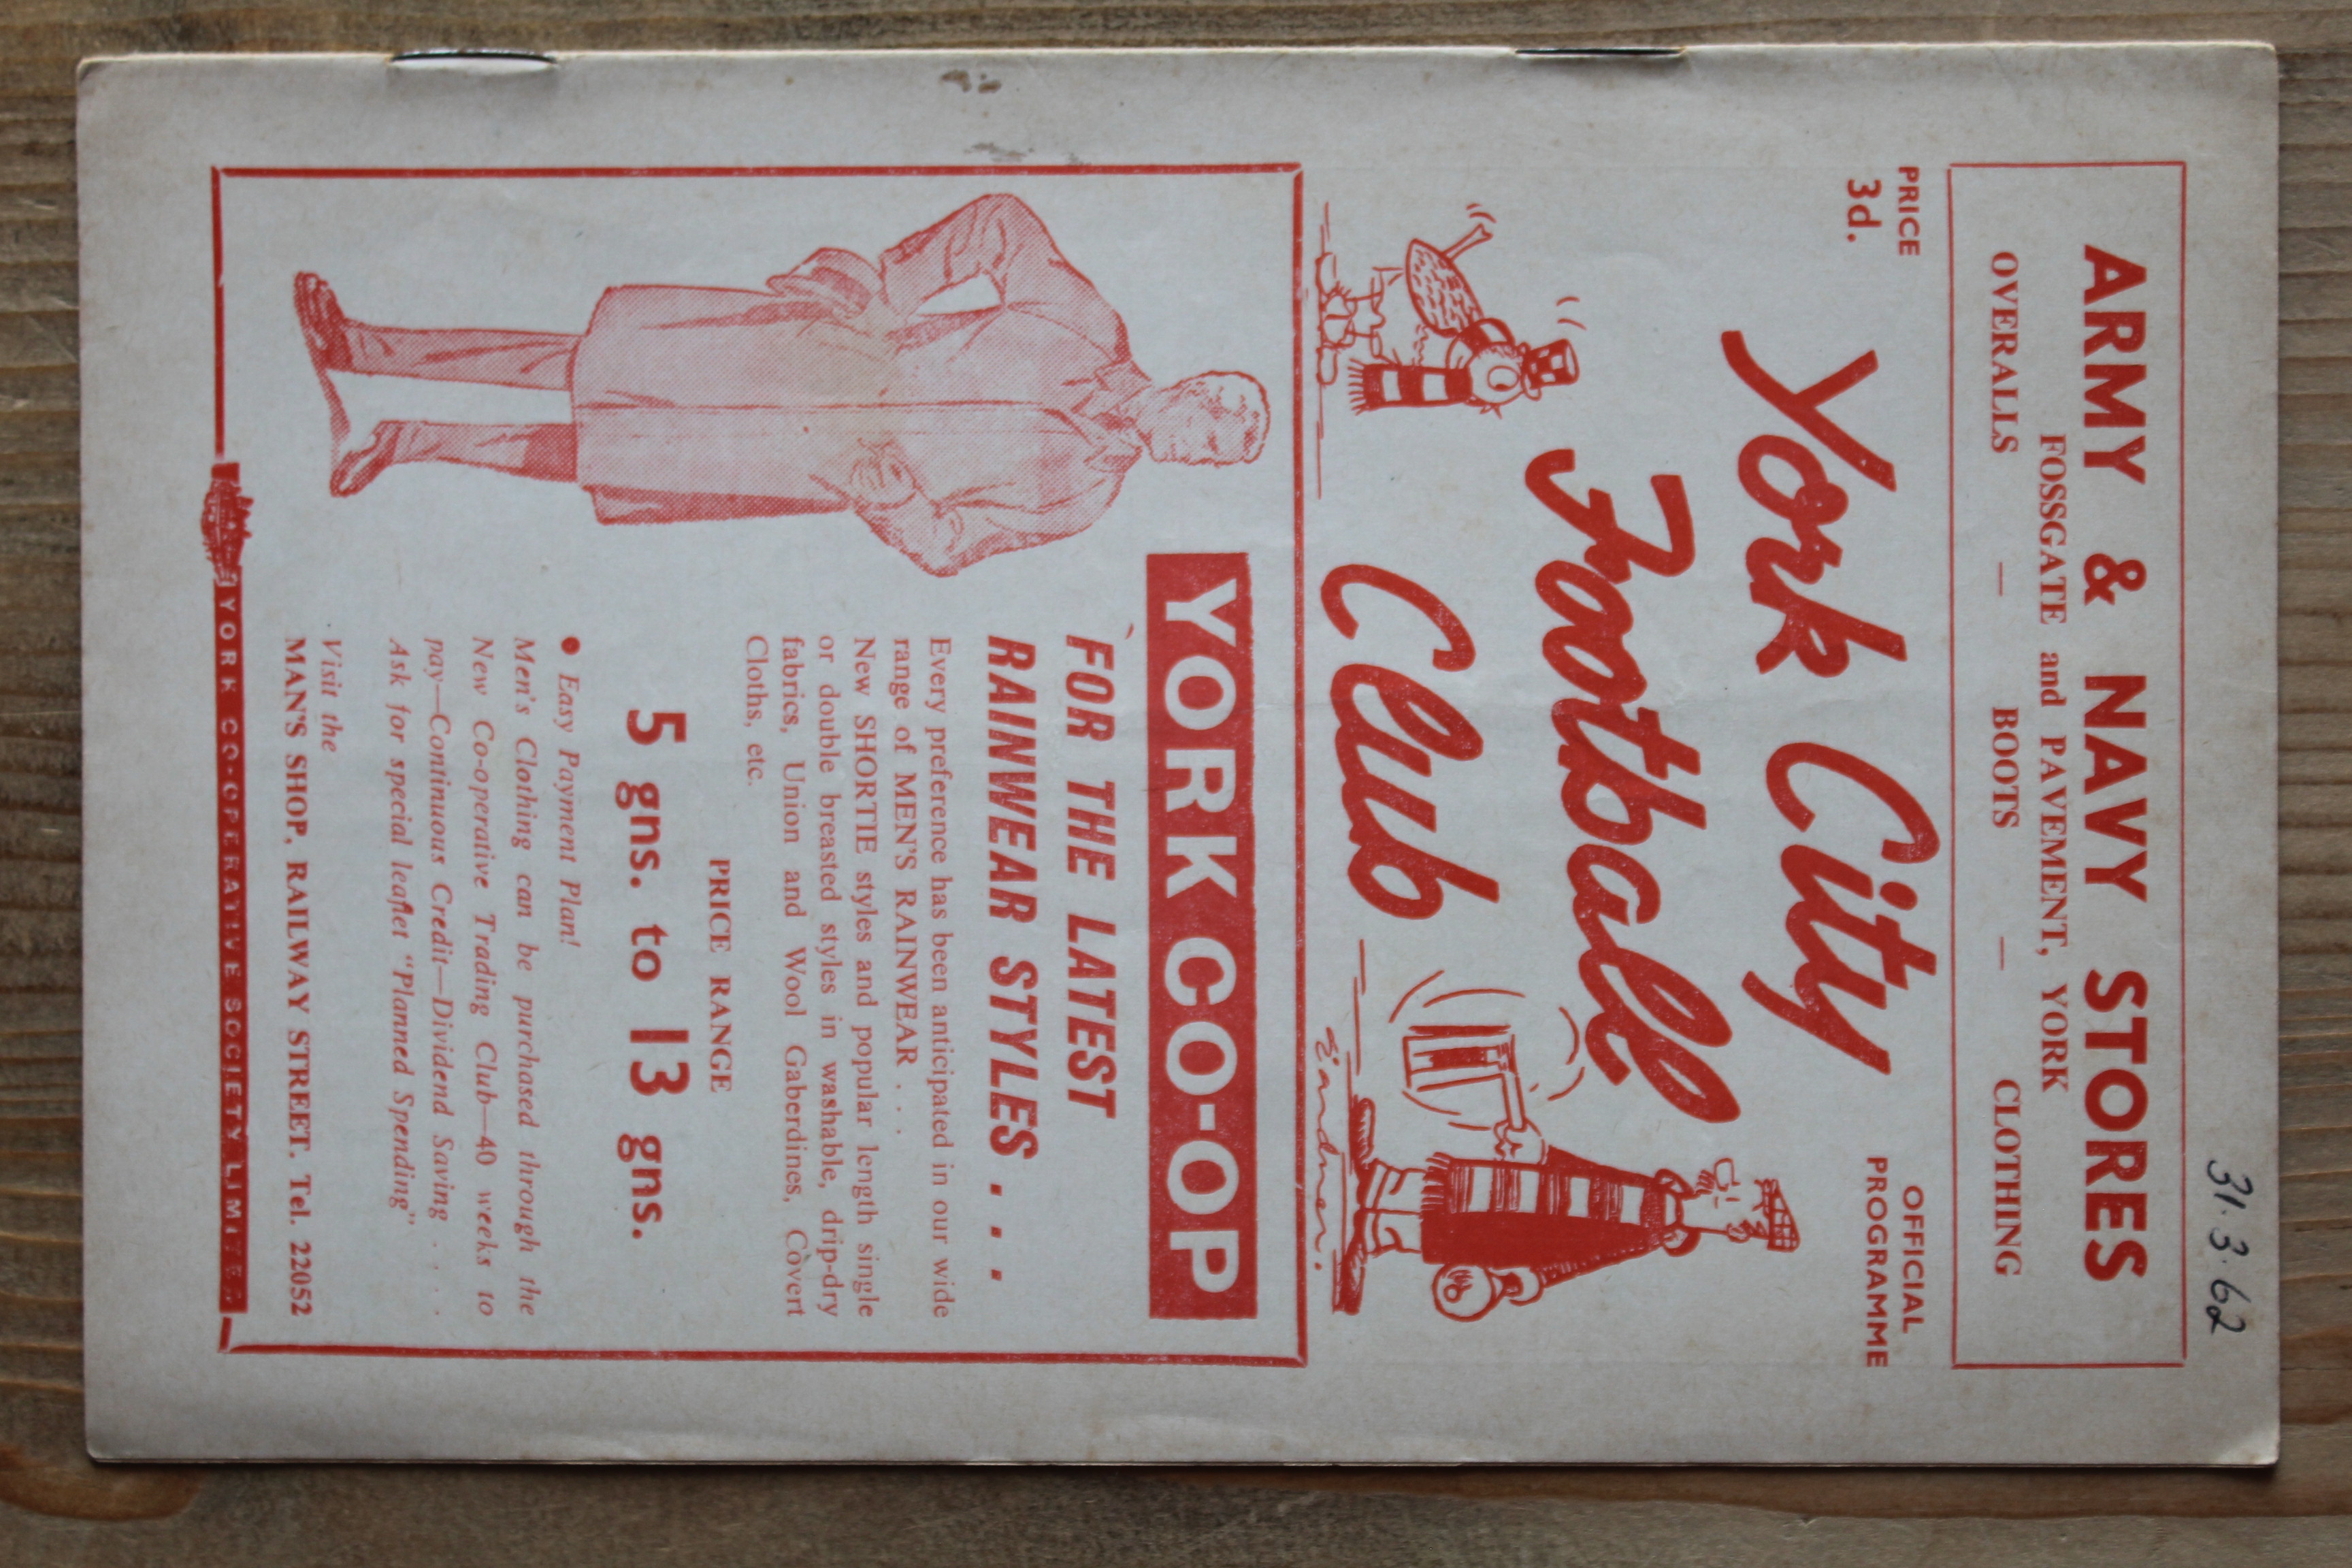 31.3.62
ARMY & NAVY STORES
FOSSGATE and PAVEMENT, YORK
OVERALLS — BOOTS — CLOTHING
PRICE
3d.
OFFICIAL
PROGRAMME
York City
Football
Club
YORK CO-OP
FOR THE LATEST
RAINWEAR STYLES . . .
Every preference has been anticipated in our wide
range of MEN'S RAINWEAR . . .
New SHORTIE styles and popular length single
or double breasted styles in washable, drip-dry
fabrics, Union and Wool Gaberdines, Covert
Cloths, etc.
PRICE RANGE
5 gns. to 13 gns.
● Easy Payment Plan!
Men's Clothing can be purchased through the
New Co-operative Trading Club—40 weeks to
pay—Continuous Credit—Dividend Saving . . .
Ask for special leaflet "Planned Spending"
Visit the
MAN'S SHOP, RAILWAY STREET. Tel. 22052
YORK CO-OPERATIVE SOCIETY LIMITED